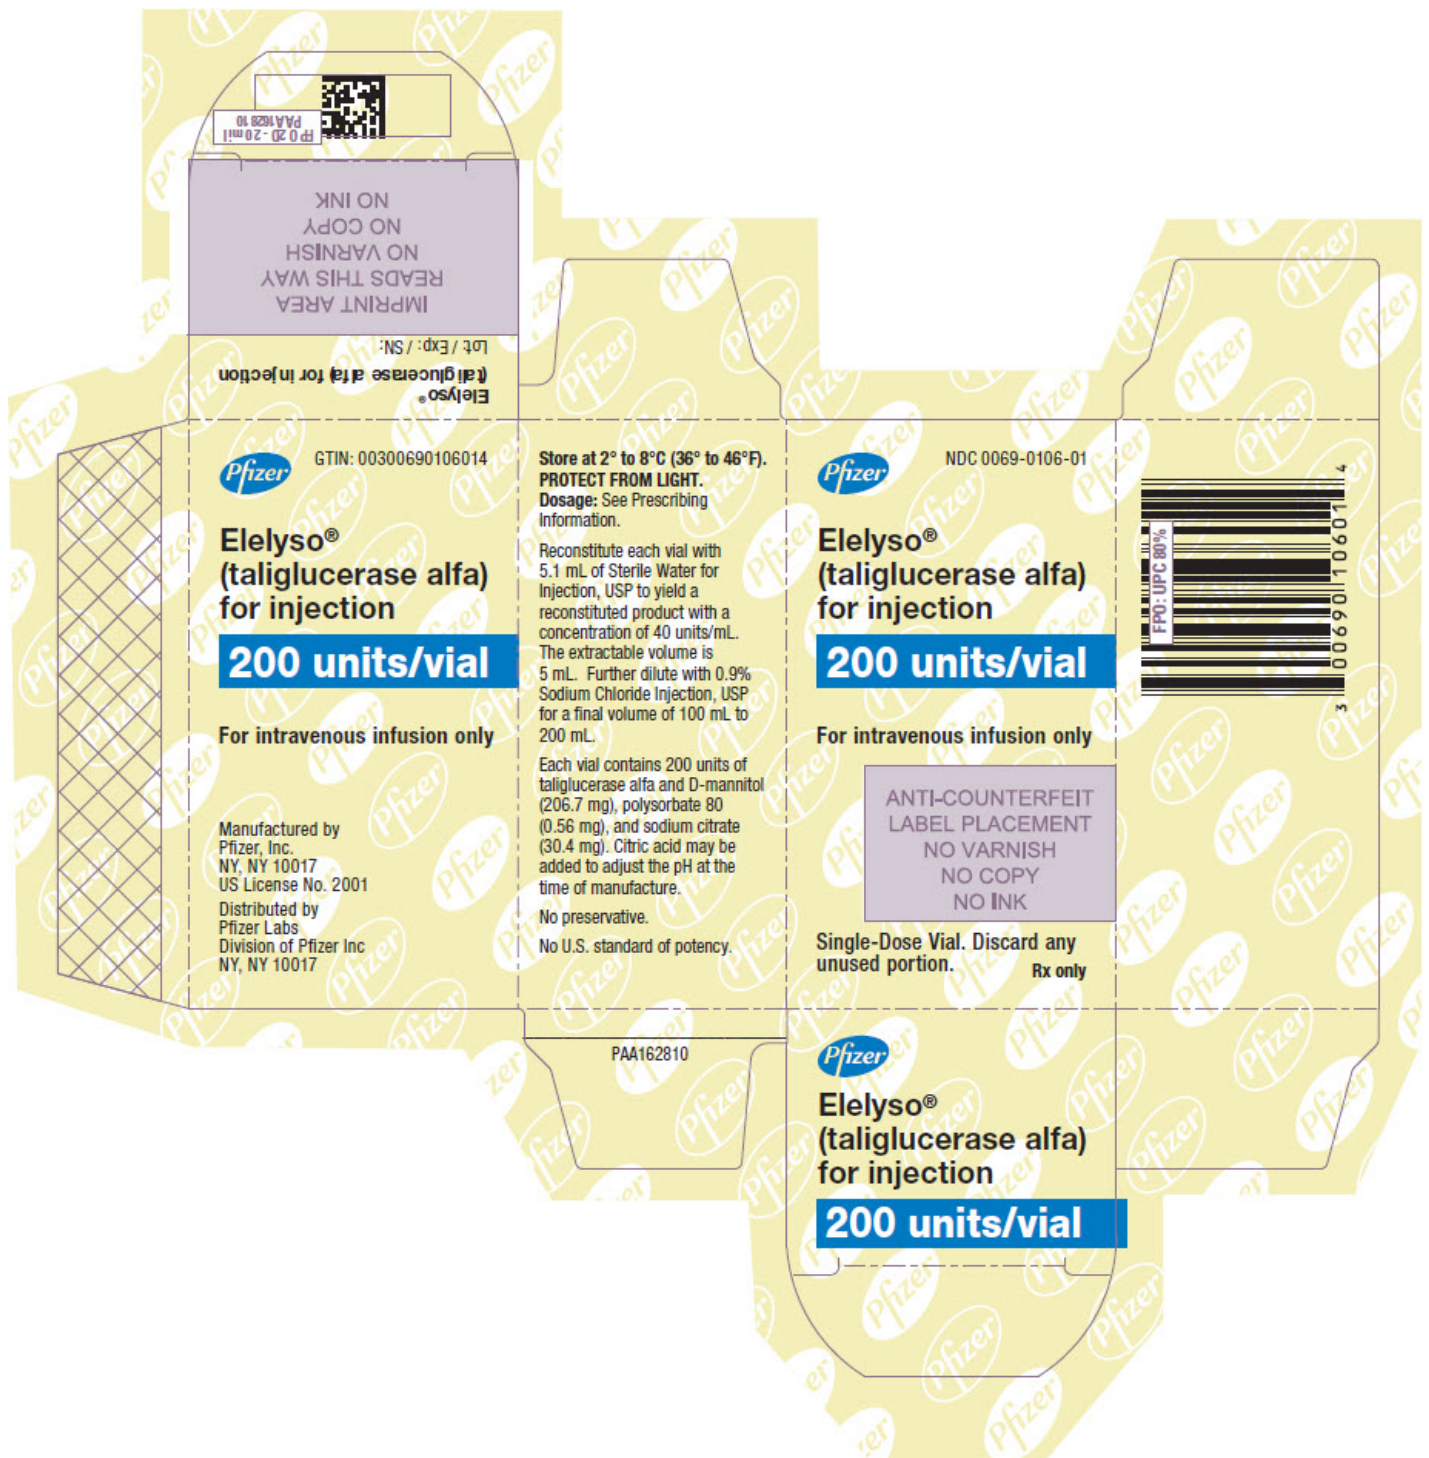 FPO 2D - 20 mil
PAA162810
IMPRINT AREA
READS THIS WAY
NO VARNISH
NO COPY
NO INK
Lot: / Exp: / SN:
Elelyso®
(taliglucerase alfa) for injection
Pfizer
GTIN: 00300690106014
Elelyso®
(taliglucerase alfa)
for injection
200 units/vial
For intravenous infusion only
Manufactured by
Pfizer, Inc.
NY, NY 10017
US License No. 2001
Distributed by
Pfizer Labs
Division of Pfizer Inc
NY, NY 10017
Store at 2° to 8°C (36° to 46°F).
PROTECT FROM LIGHT.
Dosage: See Prescribing
Information.
Reconstitute each vial with
5.1 mL of Sterile Water for
Injection, USP to yield a
reconstituted product with a
concentration of 40 units/mL.
The extractable volume is
5 mL.  Further dilute with 0.9%
Sodium Chloride Injection, USP
for a final volume of 100 mL to
200 mL.
Each vial contains 200 units of
taliglucerase alfa and D-mannitol
(206.7 mg), polysorbate 80
(0.56 mg), and sodium citrate
(30.4 mg). Citric acid may be
added to adjust the pH at the
time of manufacture.
No preservative.
No U.S. standard of potency.
PAA162810
Pfizer
NDC 0069-0106-01
Elelyso®
(taliglucerase alfa)
for injection
200 units/vial
For intravenous infusion only
ANTI-COUNTERFEIT
LABEL PLACEMENT
NO VARNISH
NO COPY
NO INK
Single-Dose Vial. Discard any
unused portion.
Rx only
Pfizer
Elelyso®
(taliglucerase alfa)
for injection
200 units/vial
FPO: UPC 80%
3 00690 10601 4